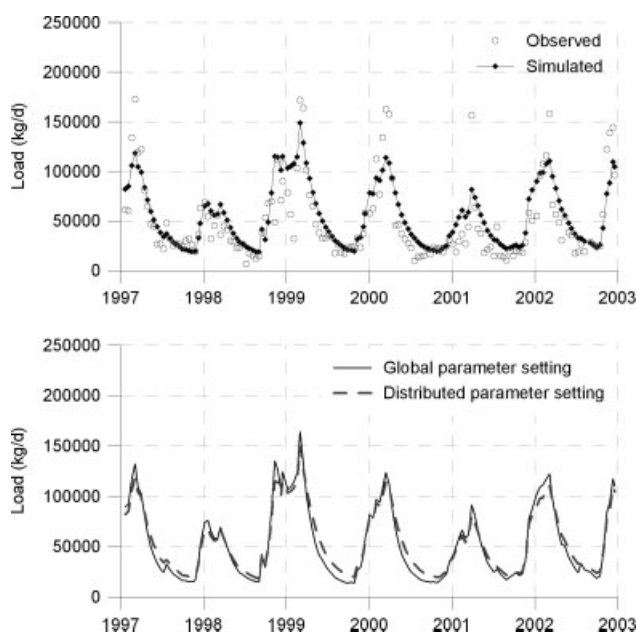 250000
Observed
200000
Simulated
150000
Load (kg/d)
100000
50000
0
1997 1998 1999 2000 2001 2002 2003
250000
Global parameter setting
200000
Distributed parameter setting
150000
Load (kg/d)
100000
50000
0
1997 1998 1999 2000 2001 2002 2003